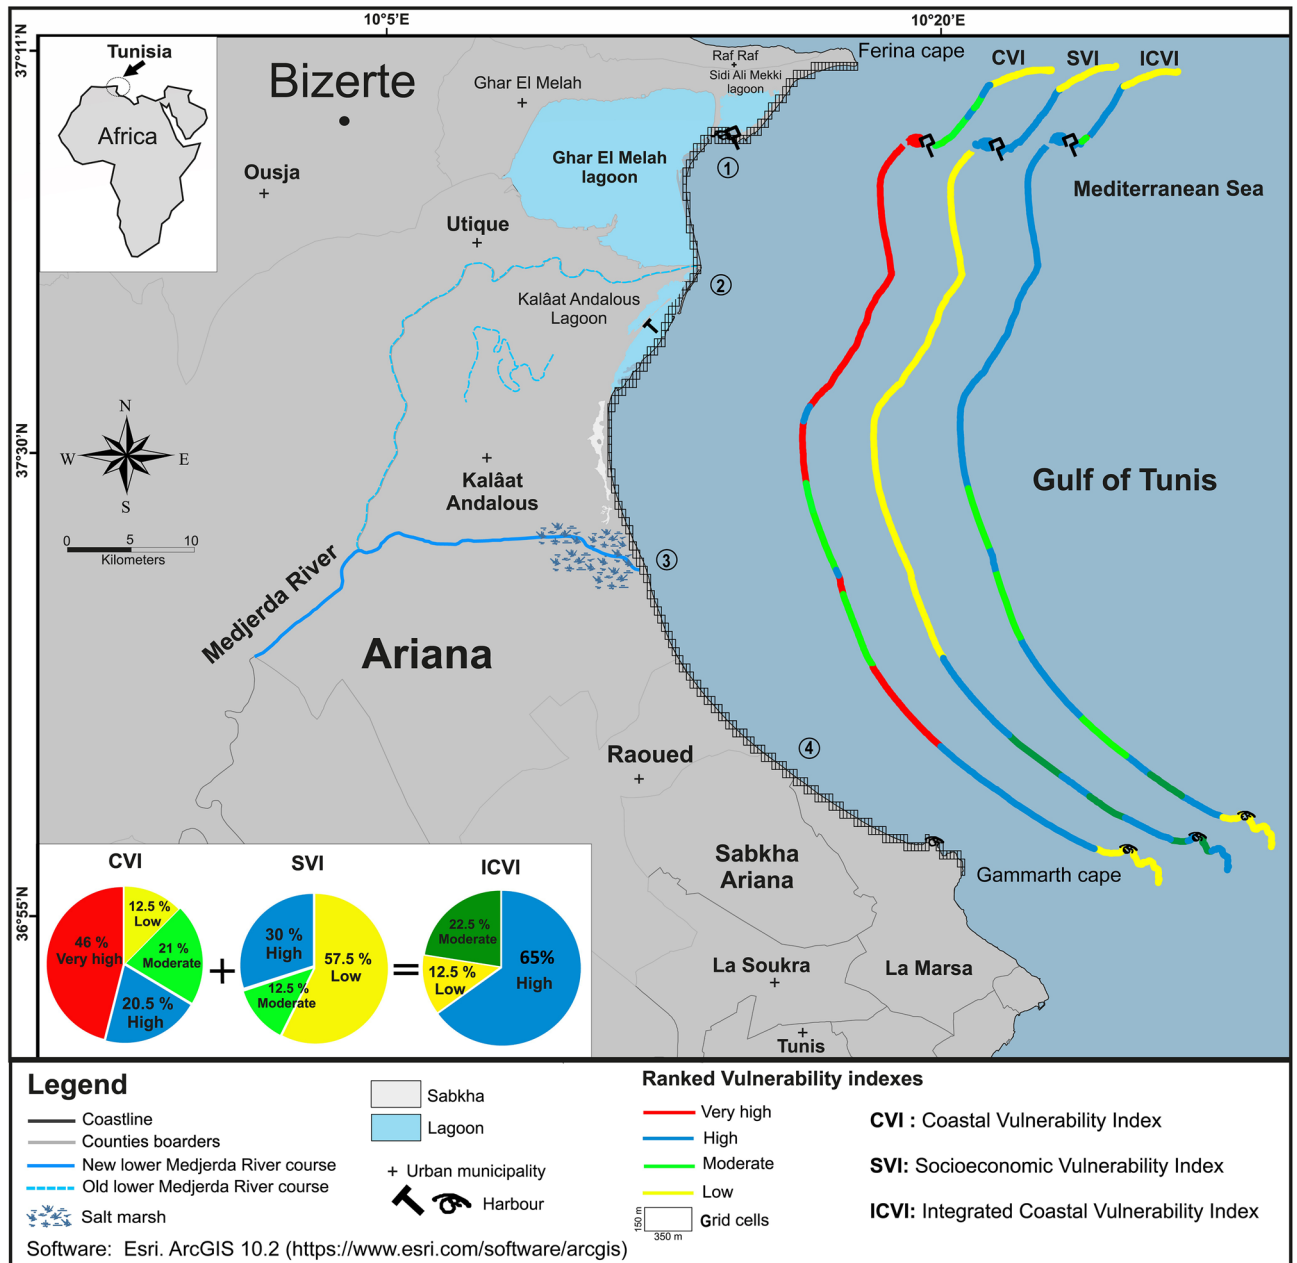 10°5'E
10°20'E
37°11'N
37°30'N
36°55'N
Tunisia
Africa
Bizerte
Ghar El Melah
Raf Raf
Sidi Ali Mekki
lagoon
Ferina cape
CVI
SVI
ICVI
Ousja
Ghar El Melah
lagoon
1
Mediterranean Sea
Utique
2
Kalâat Andalous
Lagoon
N
W
E
S
0 5 10
Kilometers
Kalâat
Andalous
Gulf of Tunis
3
Medjerda River
Ariana
4
Raoued
Sabkha
Ariana
Gammarth cape
La Soukra
La Marsa
Tunis
CVI
SVI
ICVI
12.5 %
Low
46 %
Very high
21 %
Moderate
20.5 %
High
+
30 %
High
57.5 %
Low
12.5 %
Moderate
=
22.5 %
Moderate
12.5 %
Low
65%
High
Legend
Coastline
Counties boarders
New lower Medjerda River course
Old lower Medjerda River course
Salt marsh
Software: Esri. ArcGIS 10.2 (https://www.esri.com/software/arcgis)
Sabkha
Lagoon
+ Urban municipality
Harbour
Ranked Vulnerability indexes
Very high
High
Moderate
Low
150 m
350 m
Grid cells
CVI : Coastal Vulnerability Index
SVI: Socioeconomic Vulnerability Index
ICVI: Integrated Coastal Vulnerability Index